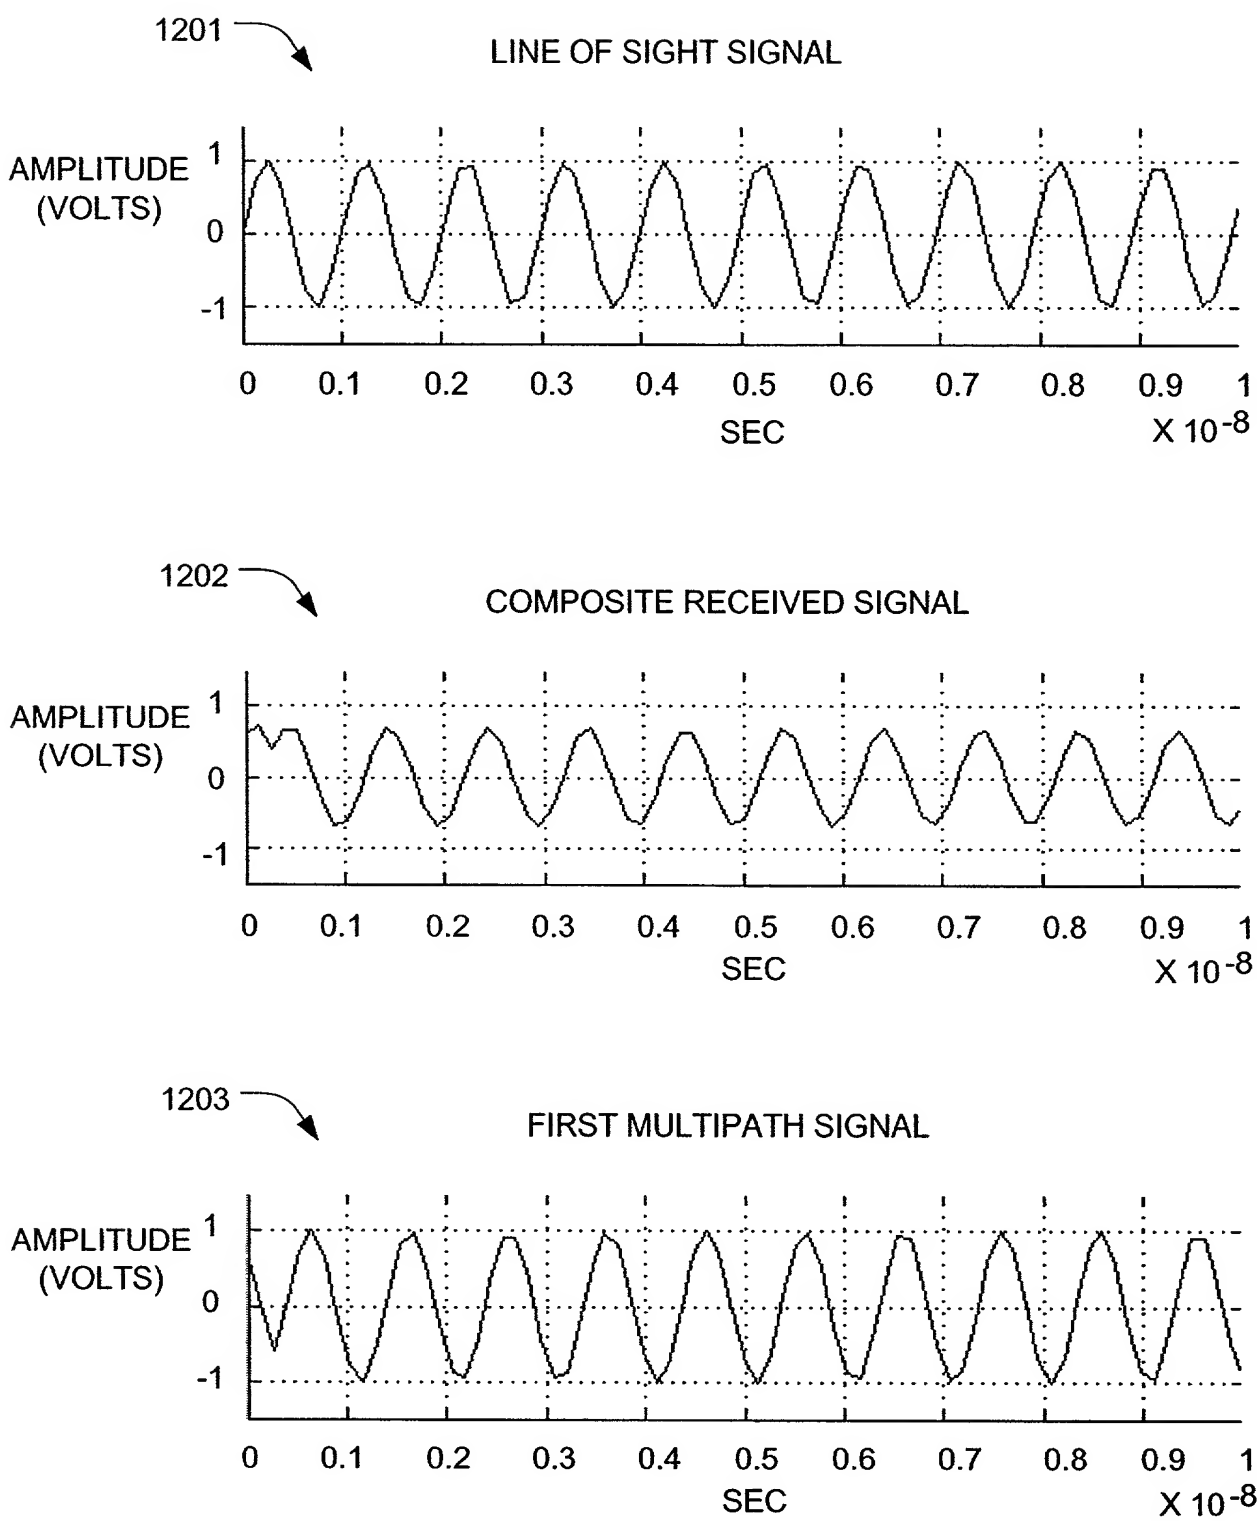 1201
LINE OF SIGHT SIGNAL
AMPLITUDE
(VOLTS)
1
0
-1
0 0.1 0.2 0.3 0.4 0.5 0.6 0.7 0.8 0.9 1
SEC
X 10-8
1202
COMPOSITE RECEIVED SIGNAL
AMPLITUDE
(VOLTS)
1
0
-1
0 0.1 0.2 0.3 0.4 0.5 0.6 0.7 0.8 0.9 1
SEC
X 10-8
1203
FIRST MULTIPATH SIGNAL
AMPLITUDE
(VOLTS)
1
0
-1
0 0.1 0.2 0.3 0.4 0.5 0.6 0.7 0.8 0.9 1
SEC
X 10-8